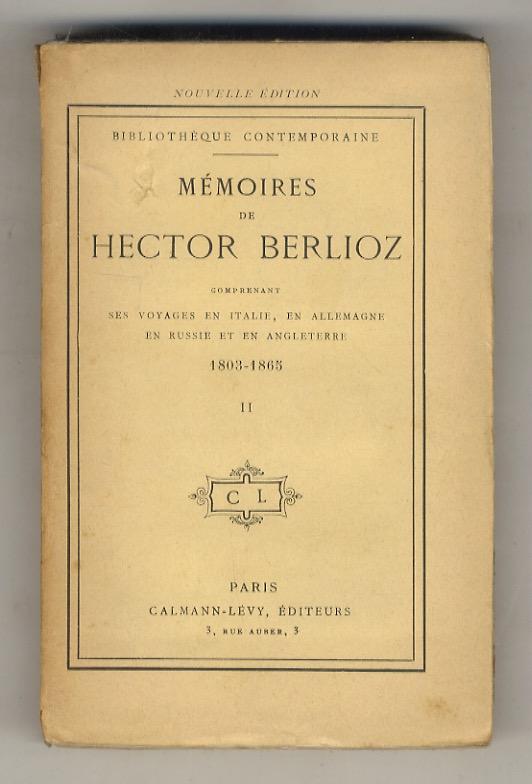 NOUVELLE ÉDITION
BIBLIOTHÈQUE CONTEMPORAINE
MÉMOIRES
DE
HECTOR BERLIOZ
COMPRENANT
SES VOYAGES EN ITALIE, EN ALLEMAGNE
EN RUSSIE ET EN ANGLETERRE
1803-1865
II
C L
PARIS
CALMANN-LÉVY, ÉDITEURS
3, RUE AUBER, 3